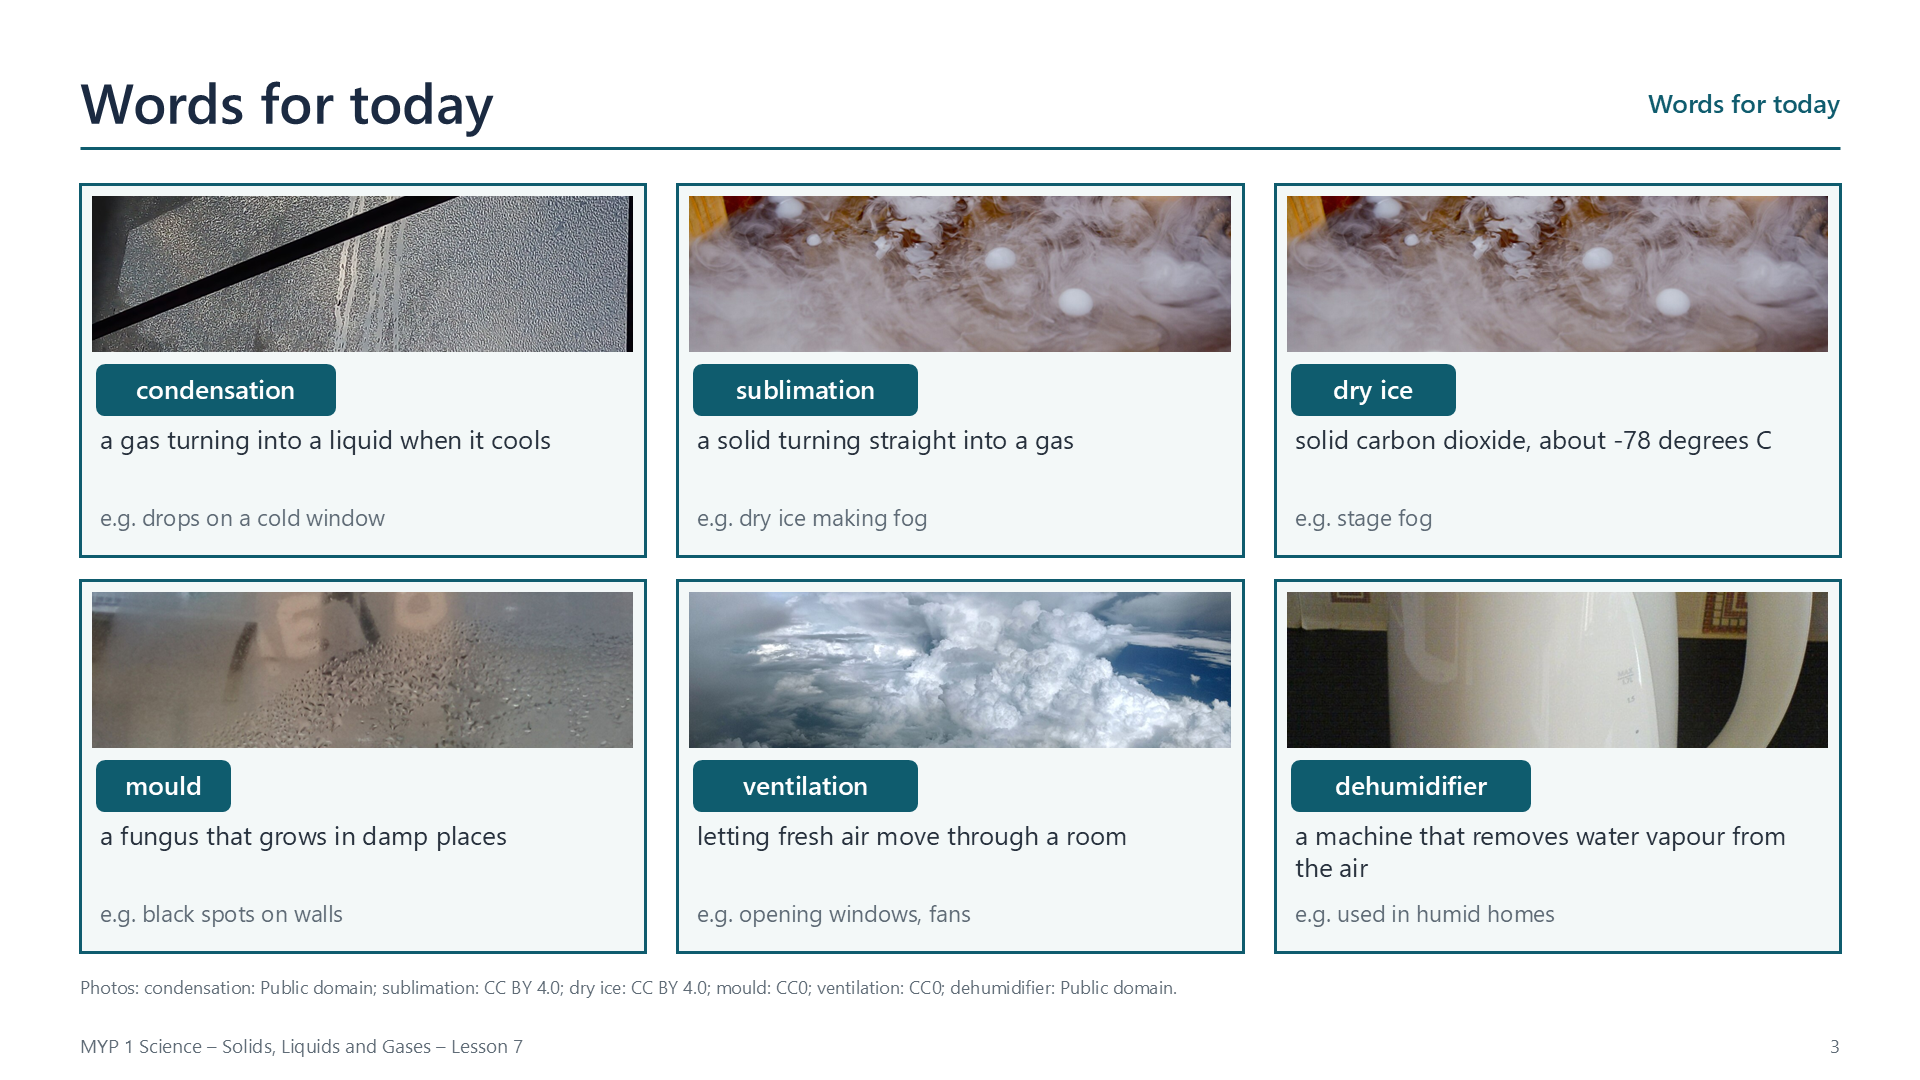 Words for today
Words for today
condensation
a gas turning into a liquid when it cools
e.g. drops on a cold window
sublimation
a solid turning straight into a gas
e.g. dry ice making fog
dry ice
solid carbon dioxide, about -78 degrees C
e.g. stage fog
mould
a fungus that grows in damp places
e.g. black spots on walls
ventilation
letting fresh air move through a room
e.g. opening windows, fans
dehumidifier
a machine that removes water vapour from
the air
e.g. used in humid homes
Photos: condensation: Public domain; sublimation: CC BY 4.0; dry ice: CC BY 4.0; mould: CC0; ventilation: CC0; dehumidifier: Public domain.
MYP 1 Science – Solids, Liquids and Gases – Lesson 7
3